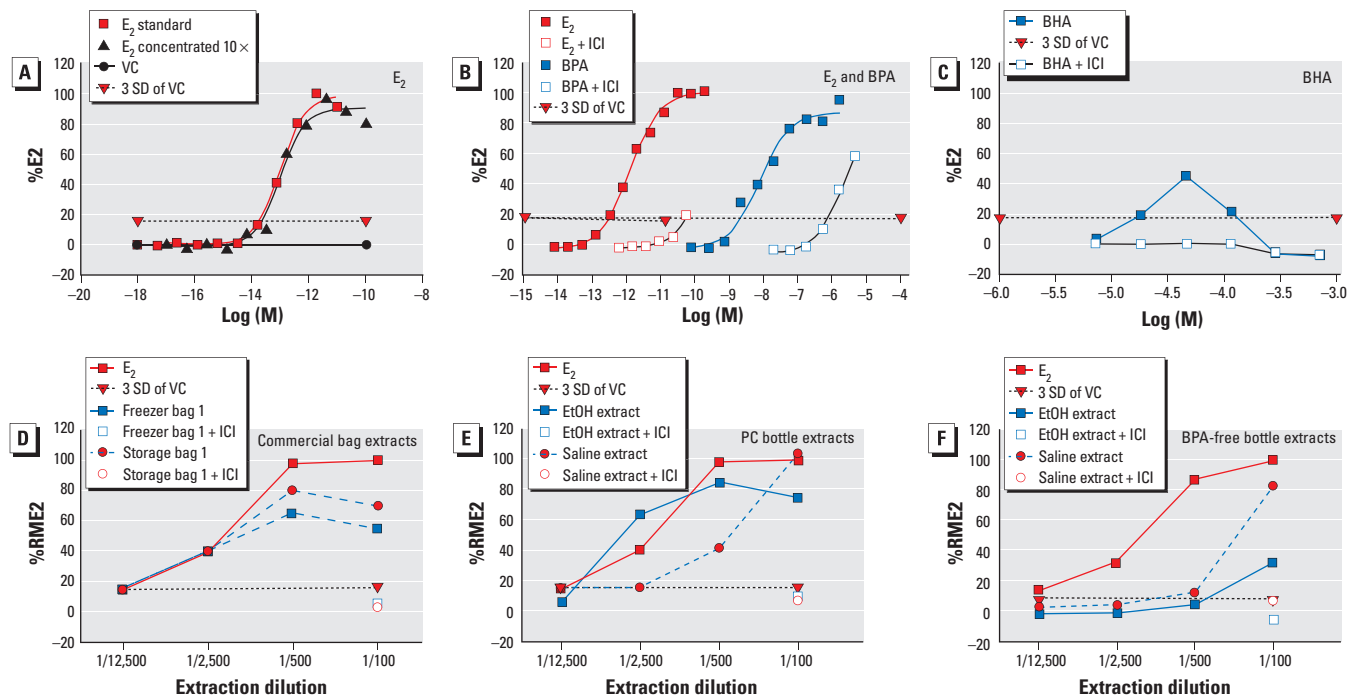 E₂ standard
E₂ concentrated 10×
VC
3 SD of VC
A
E₂
%E2
120
100
80
60
40
20
0
−20
−20 −18 −16 −14 −12 −10 −8
Log (M)
E₂
E₂ + ICI
BPA
BPA + ICI
3 SD of VC
B
E₂ and BPA
%E2
120
100
80
60
40
20
0
−20
−15 −14 −13 −12 −11 −10 −9 −8 −7 −6 −5 −4
Log (M)
BHA
3 SD of VC
BHA + ICI
C
BHA
%E2
120
100
80
60
40
20
0
−20
−6.0 −5.5 −5.0 −4.5 −4.0 −3.5 −3.0
Log (M)
E₂
3 SD of VC
Freezer bag 1
Freezer bag 1 + ICI
Storage bag 1
Storage bag 1 + ICI
D
Commercial bag extracts
%RME2
120
100
80
60
40
20
0
−20
1/12,500 1/2,500 1/500 1/100
Extraction dilution
E₂
3 SD of VC
EtOH extract
EtOH extract + ICI
Saline extract
Saline extract + ICI
E
PC bottle extracts
%RME2
120
100
80
60
40
20
0
−20
1/12,500 1/2,500 1/500 1/100
Extraction dilution
E₂
3 SD of VC
EtOH extract
EtOH extract + ICI
Saline extract
Saline extract + ICI
F
BPA-free bottle extracts
%RME2
120
100
80
60
40
20
0
−20
1/12,500 1/2,500 1/500 1/100
Extraction dilution